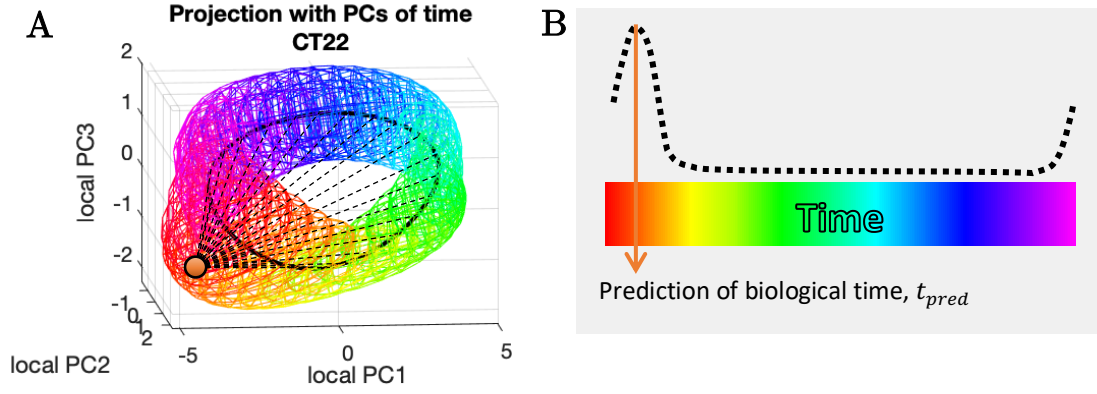 A
Projection with PCs of time
CT22
2
1
0
-1
-2
local PC3
-1
0
1
2
local PC2
-5
0
5
local PC1
B
Time
Prediction of biological time, t_pred